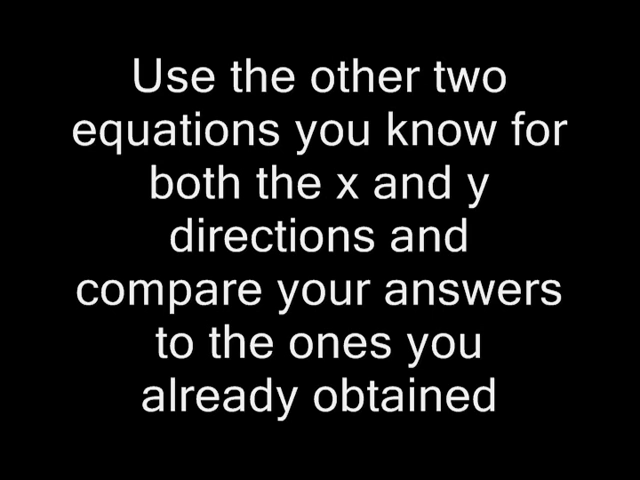 Use the other two
equations you know for
both the x and y
directions and
compare your answers
to the ones you
already obtained